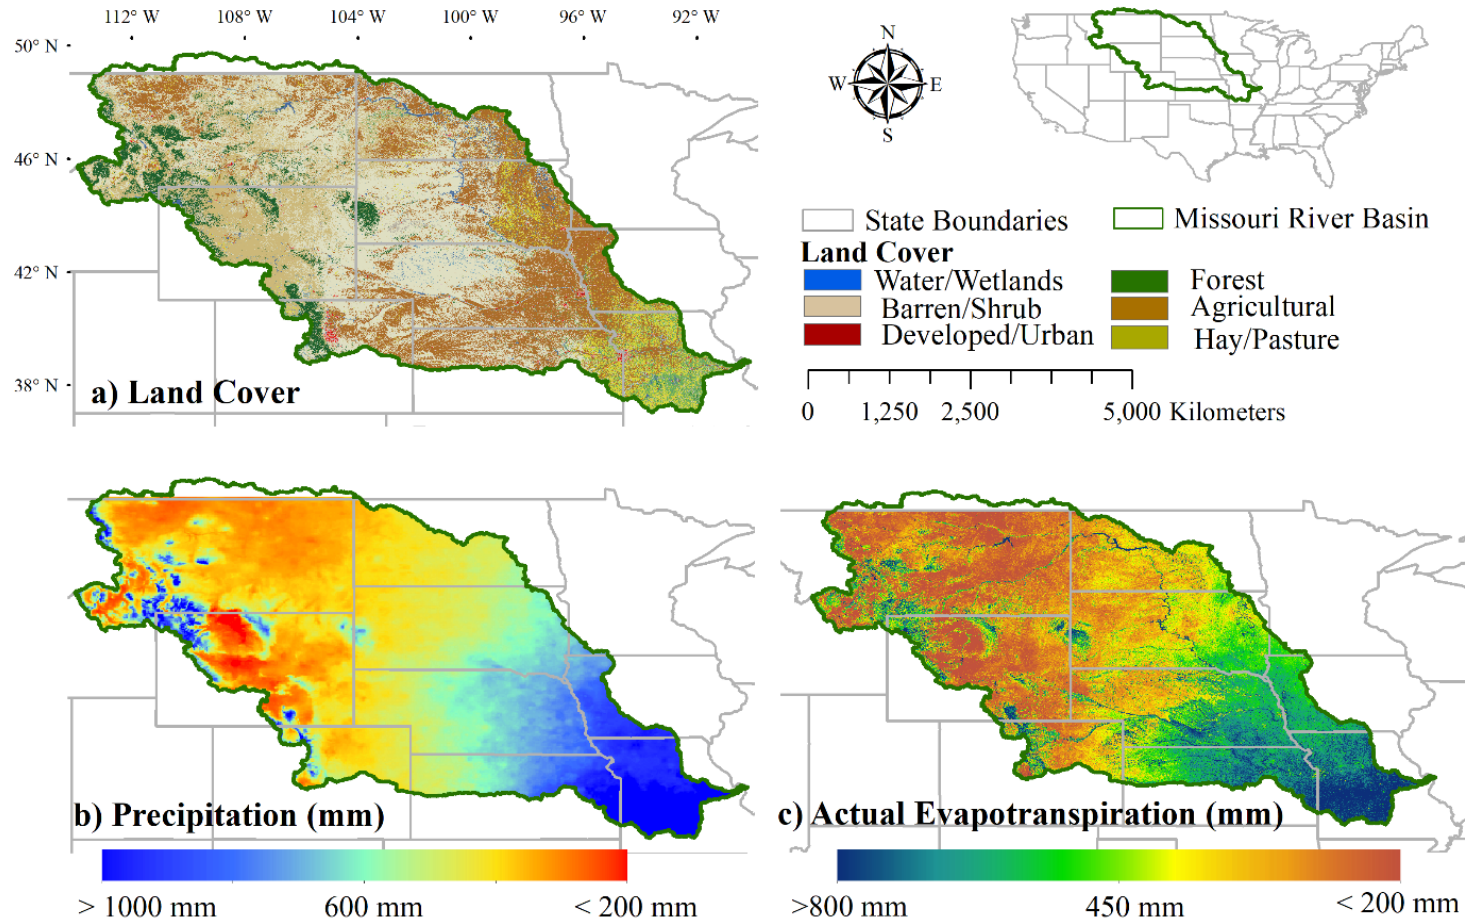 112° W 108° W 104° W 100° W 96° W 92° W
50° N
46° N
42° N
38° N
a) Land Cover
N
W E
S
State Boundaries Missouri River Basin
Land Cover
Water/Wetlands Forest
Barren/Shrub Agricultural
Developed/Urban Hay/Pasture
0 1,250 2,500 5,000 Kilometers
b) Precipitation (mm)
> 1000 mm 600 mm < 200 mm
c) Actual Evapotranspiration (mm)
>800 mm 450 mm < 200 mm